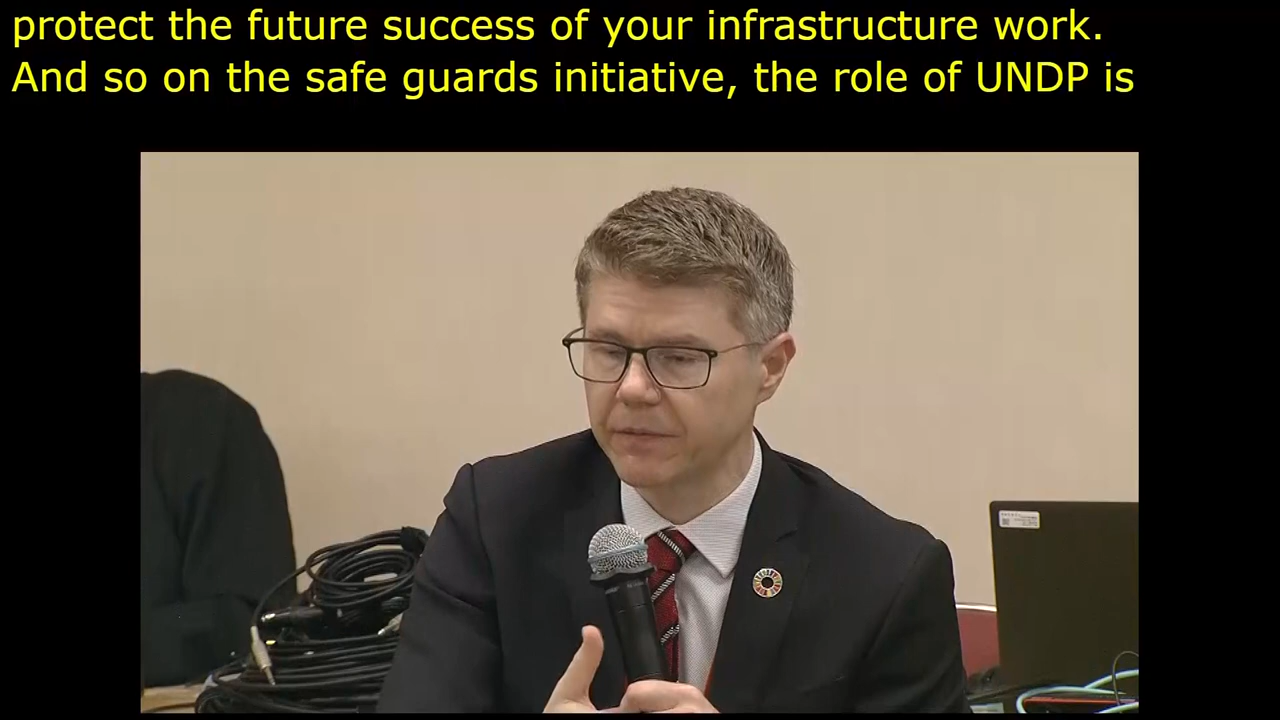 protect the future success of your infrastructure work.
And so on the safe guards initiative, the role of UNDP is